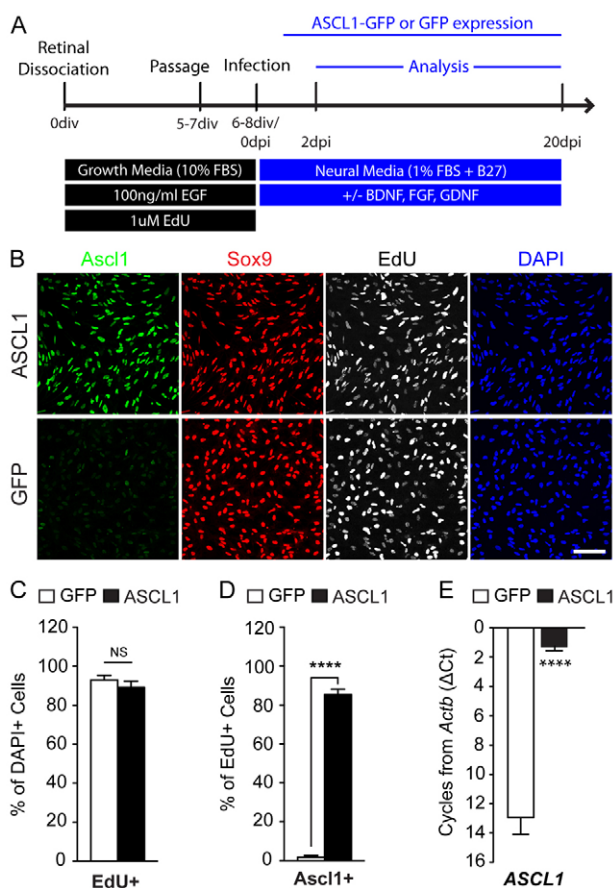 A
ASCL1-GFP or GFP expression
Retinal
Dissociation
Passage
Infection
Analysis
0div
5-7div
6-8div/
0dpi
2dpi
20dpi
Growth Media (10% FBS)
Neural Media (1% FBS + B27)
100ng/ml EGF
+/- BDNF, FGF, GDNF
1uM EdU
B
Ascl1
Sox9
EdU
DAPI
ASCL1
GFP
C
GFP
ASCL1
% of DAPI+ Cells
120
100
80
60
40
20
0
NS
EdU+
D
GFP
ASCL1
% of EdU+ Cells
120
100
80
60
40
20
0
****
Ascl1+
E
GFP
ASCL1
Cycles from Actb (ΔCt)
0
2
4
6
8
10
12
14
16
****
ASCL1